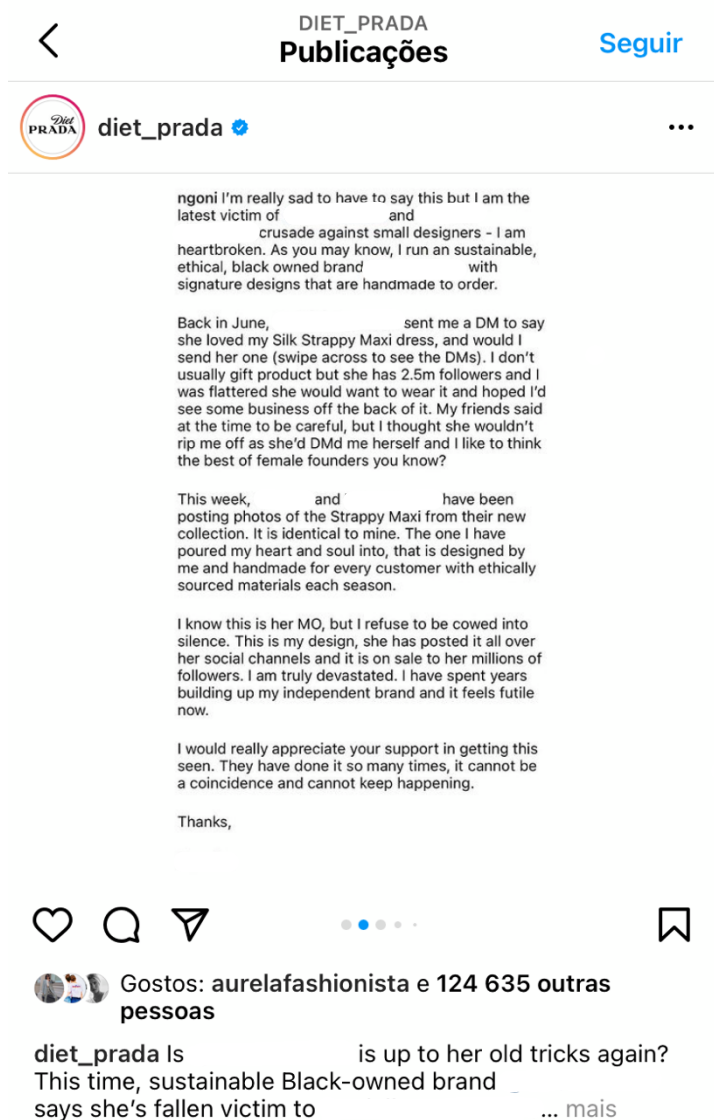 DIET_PRADA
Publicações
Seguir
Diet
PRADA
diet_prada
ngoni I'm really sad to have to say this but I am the
latest victim of and
crusade against small designers - I am
heartbroken. As you may know, I run an sustainable,
ethical, black owned brand with
signature designs that are handmade to order.
Back in June, sent me a DM to say
she loved my Silk Strappy Maxi dress, and would I
send her one (swipe across to see the DMs). I don't
usually gift product but she has 2.5m followers and I
was flattered she would want to wear it and hoped I'd
see some business off the back of it. My friends said
at the time to be careful, but I thought she wouldn't
rip me off as she'd DMd me herself and I like to think
the best of female founders you know?
This week, and have been
posting photos of the Strappy Maxi from their new
collection. It is identical to mine. The one I have
poured my heart and soul into, that is designed by
me and handmade for every customer with ethically
sourced materials each season.
I know this is her MO, but I refuse to be cowed into
silence. This is my design, she has posted it all over
her social channels and it is on sale to her millions of
followers. I am truly devastated. I have spent years
building up my independent brand and it feels futile
now.
I would really appreciate your support in getting this
seen. They have done it so many times, it cannot be
a coincidence and cannot keep happening.
Thanks,
Gostos: aurelafashionista e 124 635 outras
pessoas
diet_prada Is is up to her old tricks again?
This time, sustainable Black-owned brand
says she's fallen victim to ... mais